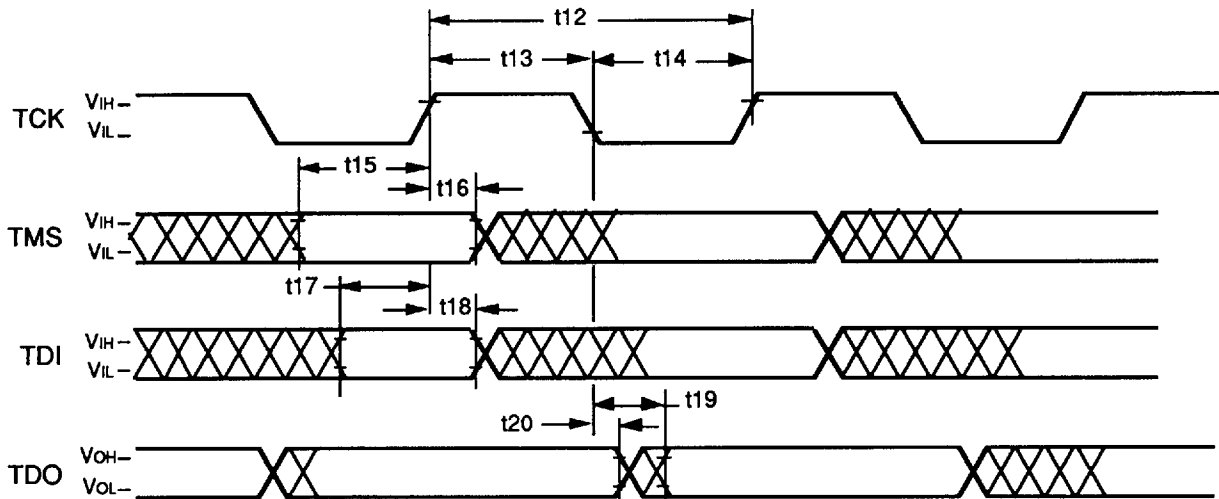 t12
t13 t14
TCK VIH
VIL
t15
t16
TMS VIH
VIL
t17
t18
TDI VIH
VIL
t19
t20
TDO VOH
VOL